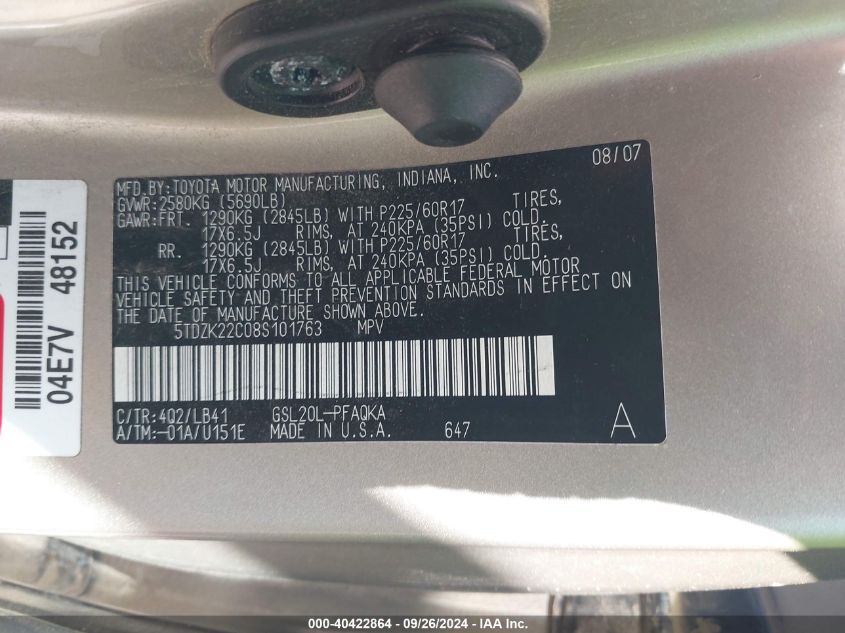 08/07
MFD.BY:TOYOTA MOTOR MANUFACTURING, INDIANA, INC.
GVWR:2580KG (5690LB)
GAWR:FRT. 1290KG (2845LB) WITH P225/60R17 TIRES,
17X6.5J RIMS, AT 240KPA (35PSI) COLD.
RR. 1290KG (2845LB) WITH P225/60R17 TIRES,
17X6.5J RIMS, AT 240KPA (35PSI) COLD.
THIS VEHICLE CONFORMS TO ALL APPLICABLE FEDERAL MOTOR
VEHICLE SAFETY AND THEFT PREVENTION STANDARDS IN EFFECT ON
THE DATE OF MANUFACTURE SHOWN ABOVE.
5TDZK22C08S101763 MPV
C/TR:4Q2/LB41 GSL20L-PFAQKA
A/TM:-01A/U151E MADE IN U.S.A. 647 A
04E7V 48152
000-40422864 - 09/26/2024 - IAA Inc.